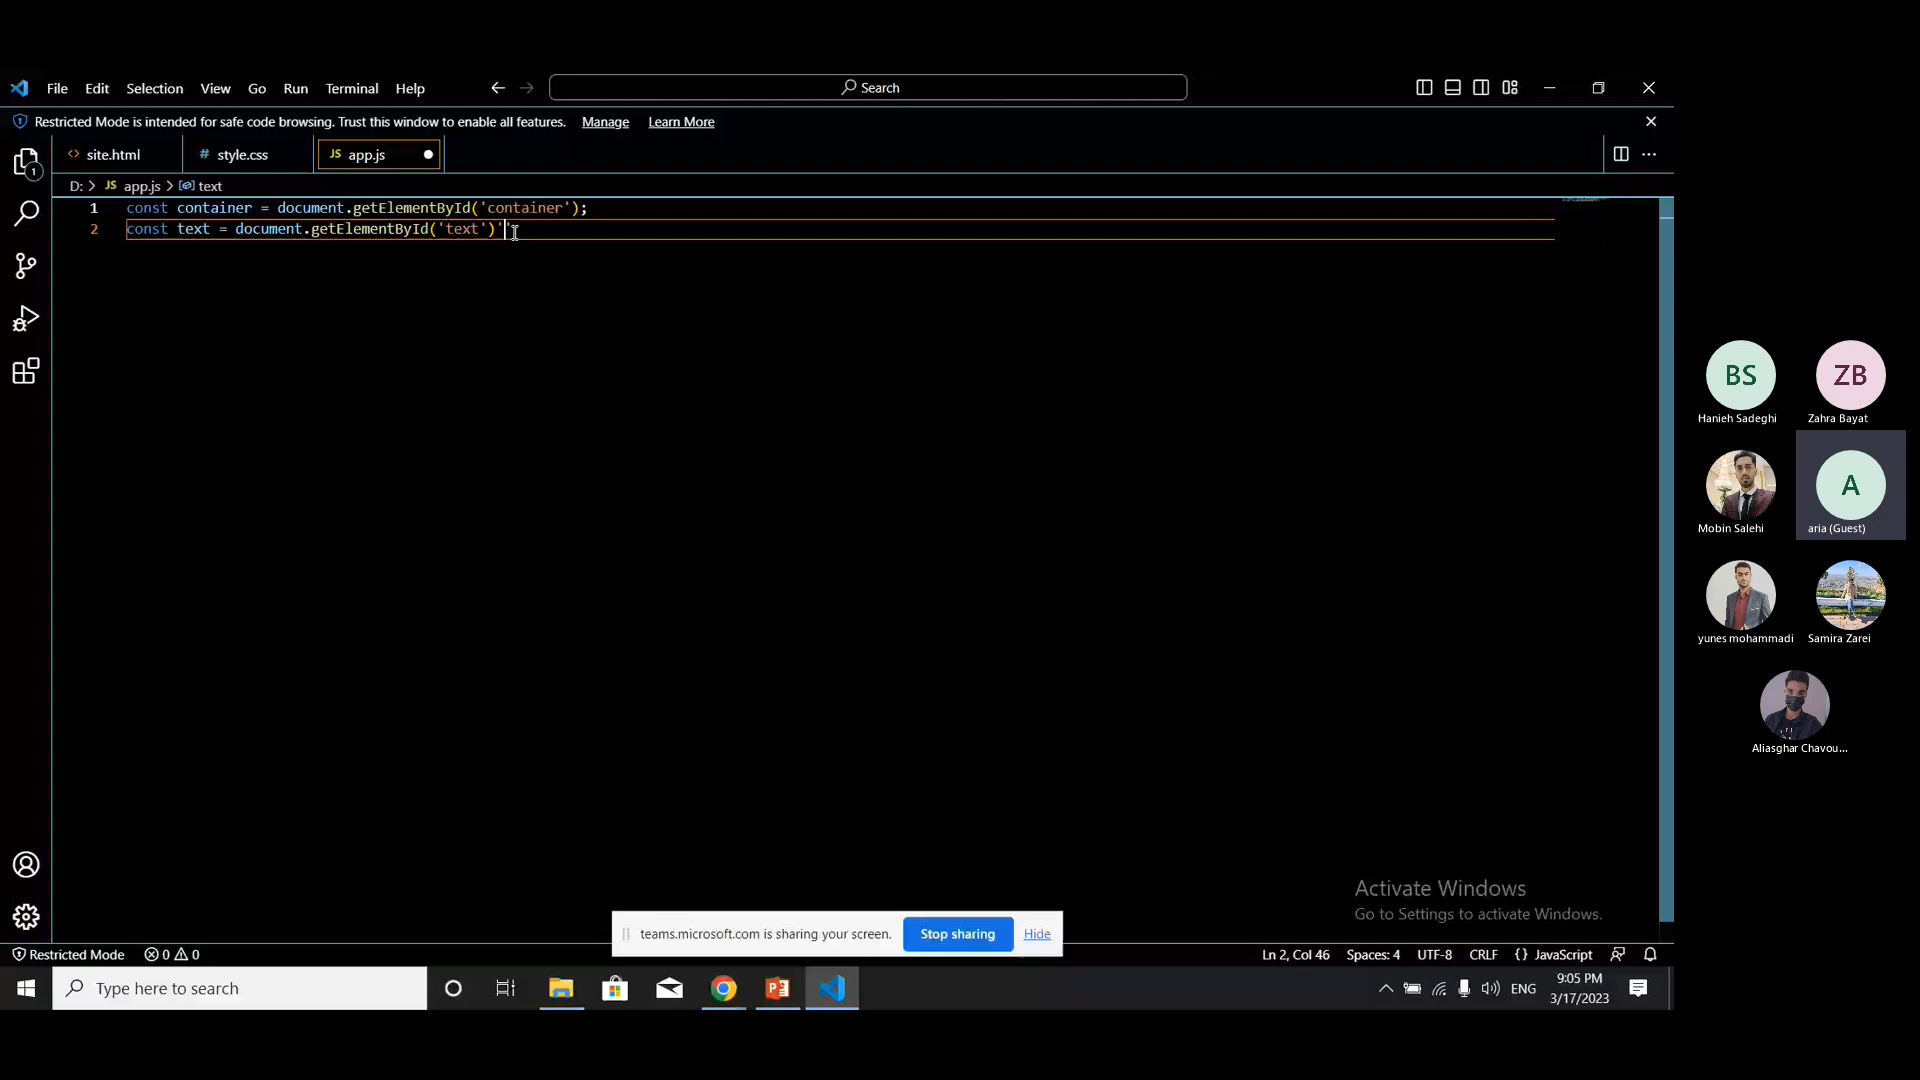 File Edit Selection View Go Run Terminal Help
Search
Restricted Mode is intended for safe code browsing. Trust this window to enable all features. Manage Learn More
site.html
style.css
JS app.js
1
D: > JS app.js > text
1 const container = document.getElementById('container');
2 const text = document.getElementById('text')''
BS
ZB
Hanieh Sadeghi
Zahra Bayat
A
Mobin Salehi
aria (Guest)
yunes mohammadi
Samira Zarei
Aliasghar Chavou...
Activate Windows
Go to Settings to activate Windows.
teams.microsoft.com is sharing your screen. Stop sharing Hide
Restricted Mode 0 0
Ln 2, Col 46 Spaces: 4 UTF-8 CRLF {} JavaScript
Type here to search
ENG
9:05 PM
3/17/2023